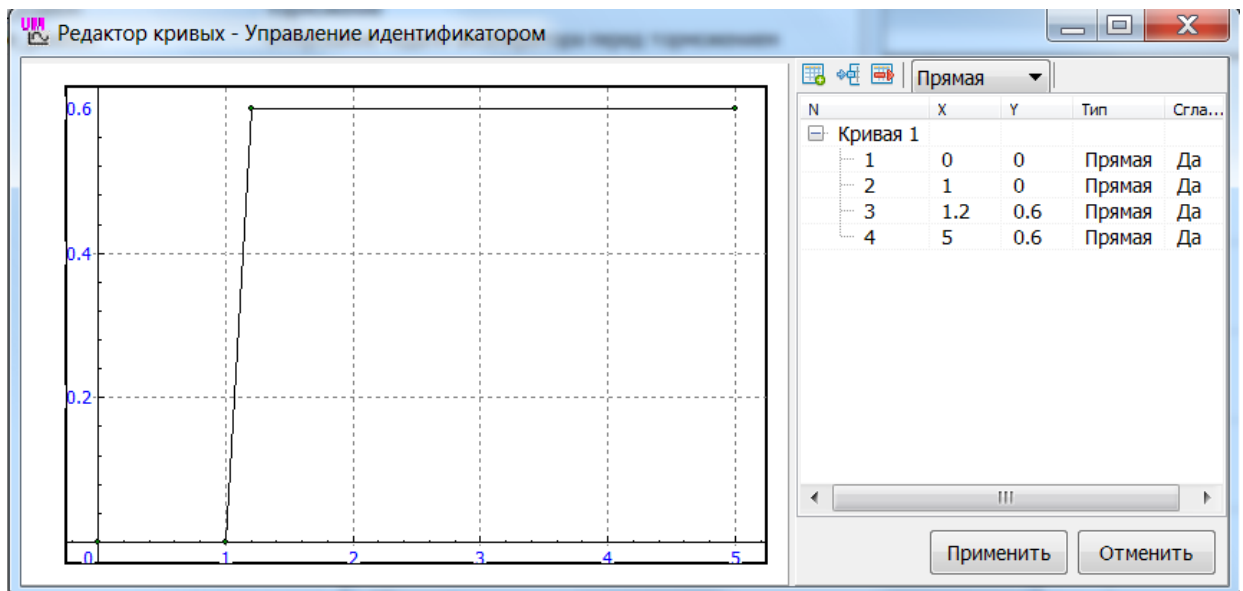 UM Редактор кривых - Управление идентификатором
Прямая
N X Y Тип Сгла...
Кривая 1
1 0 0 Прямая Да
2 1 0 Прямая Да
3 1.2 0.6 Прямая Да
4 5 0.6 Прямая Да
0.6
0.4
0.2
0 1 2 3 4 5
Применить Отменить